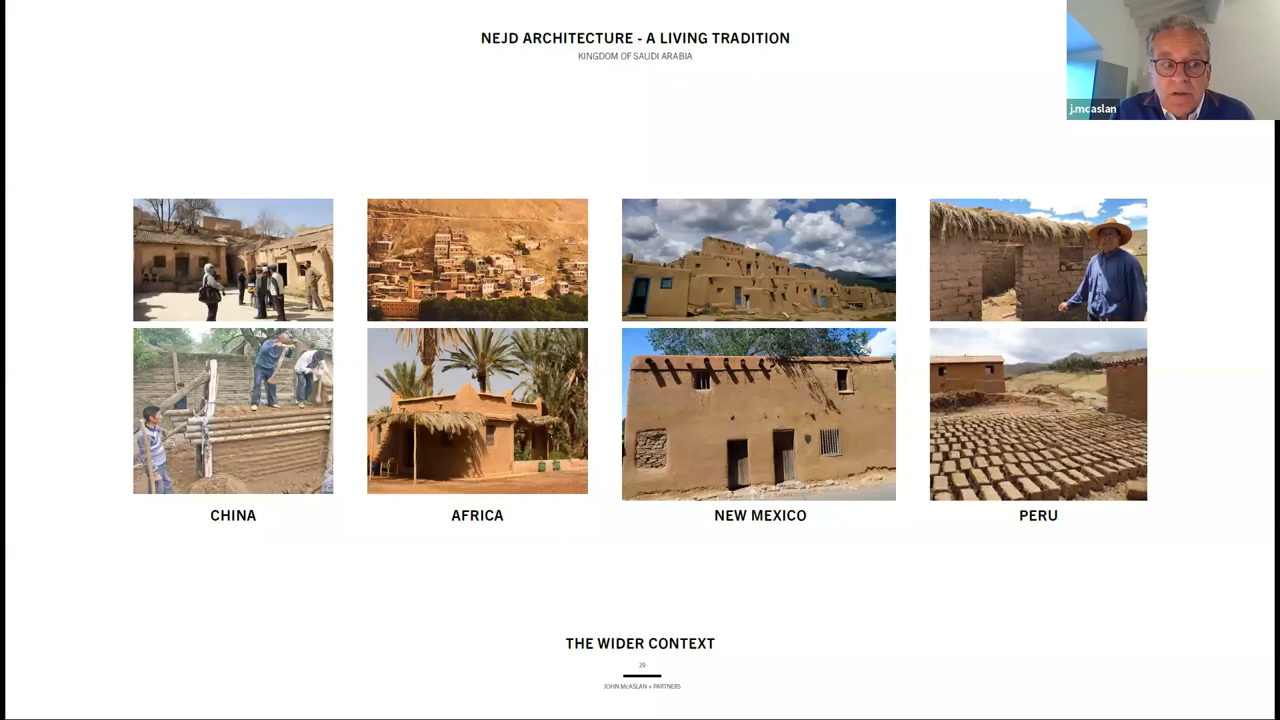 NEJD ARCHITECTURE - A LIVING TRADITION
KINGDOM OF SAUDI ARABIA
j.mcaslan
CHINA
AFRICA
NEW MEXICO
PERU
THE WIDER CONTEXT
29
JOHN McASLAN + PARTNERS